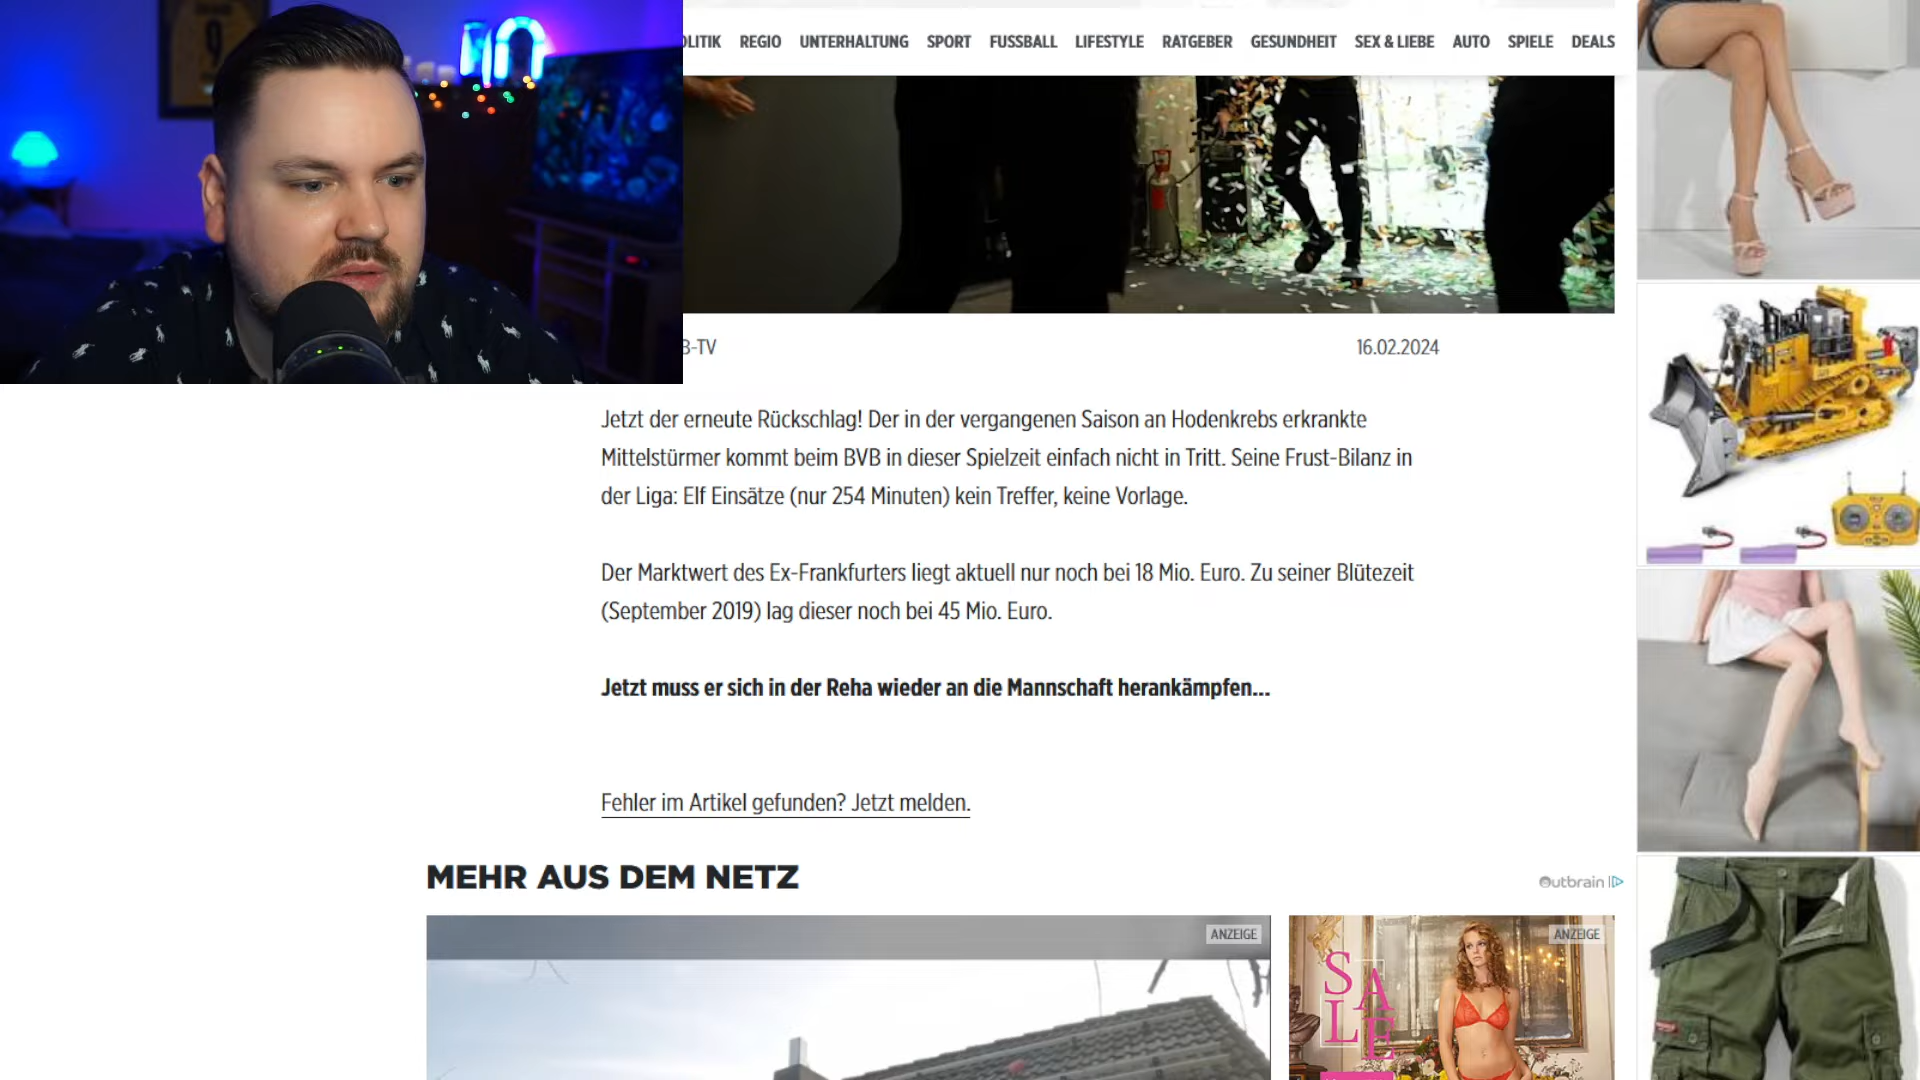 REGIO UNTERHALTUNG SPORT FUSSBALL LIFESTYLE RATGEBER GESUNDHEIT SEX & LIEBE AUTO SPIELE DEALS
16.02.2024
Jetzt der erneute Rückschlag! Der in der vergangenen Saison an Hodenkrebs erkrankte
Mittelstürmer kommt beim BVB in dieser Spielzeit einfach nicht in Tritt. Seine Frust-Bilanz in
der Liga: Elf Einsätze (nur 254 Minuten) kein Treffer, keine Vorlage.
Der Marktwert des Ex-Frankfurters liegt aktuell nur noch bei 18 Mio. Euro. Zu seiner Blütezeit
(September 2019) lag dieser noch bei 45 Mio. Euro.
Jetzt muss er sich in der Reha wieder an die Mannschaft herankämpfen...
Fehler im Artikel gefunden? Jetzt melden.
MEHR AUS DEM NETZ
Outbrain
ANZEIGE
ANZEIGE
SALE